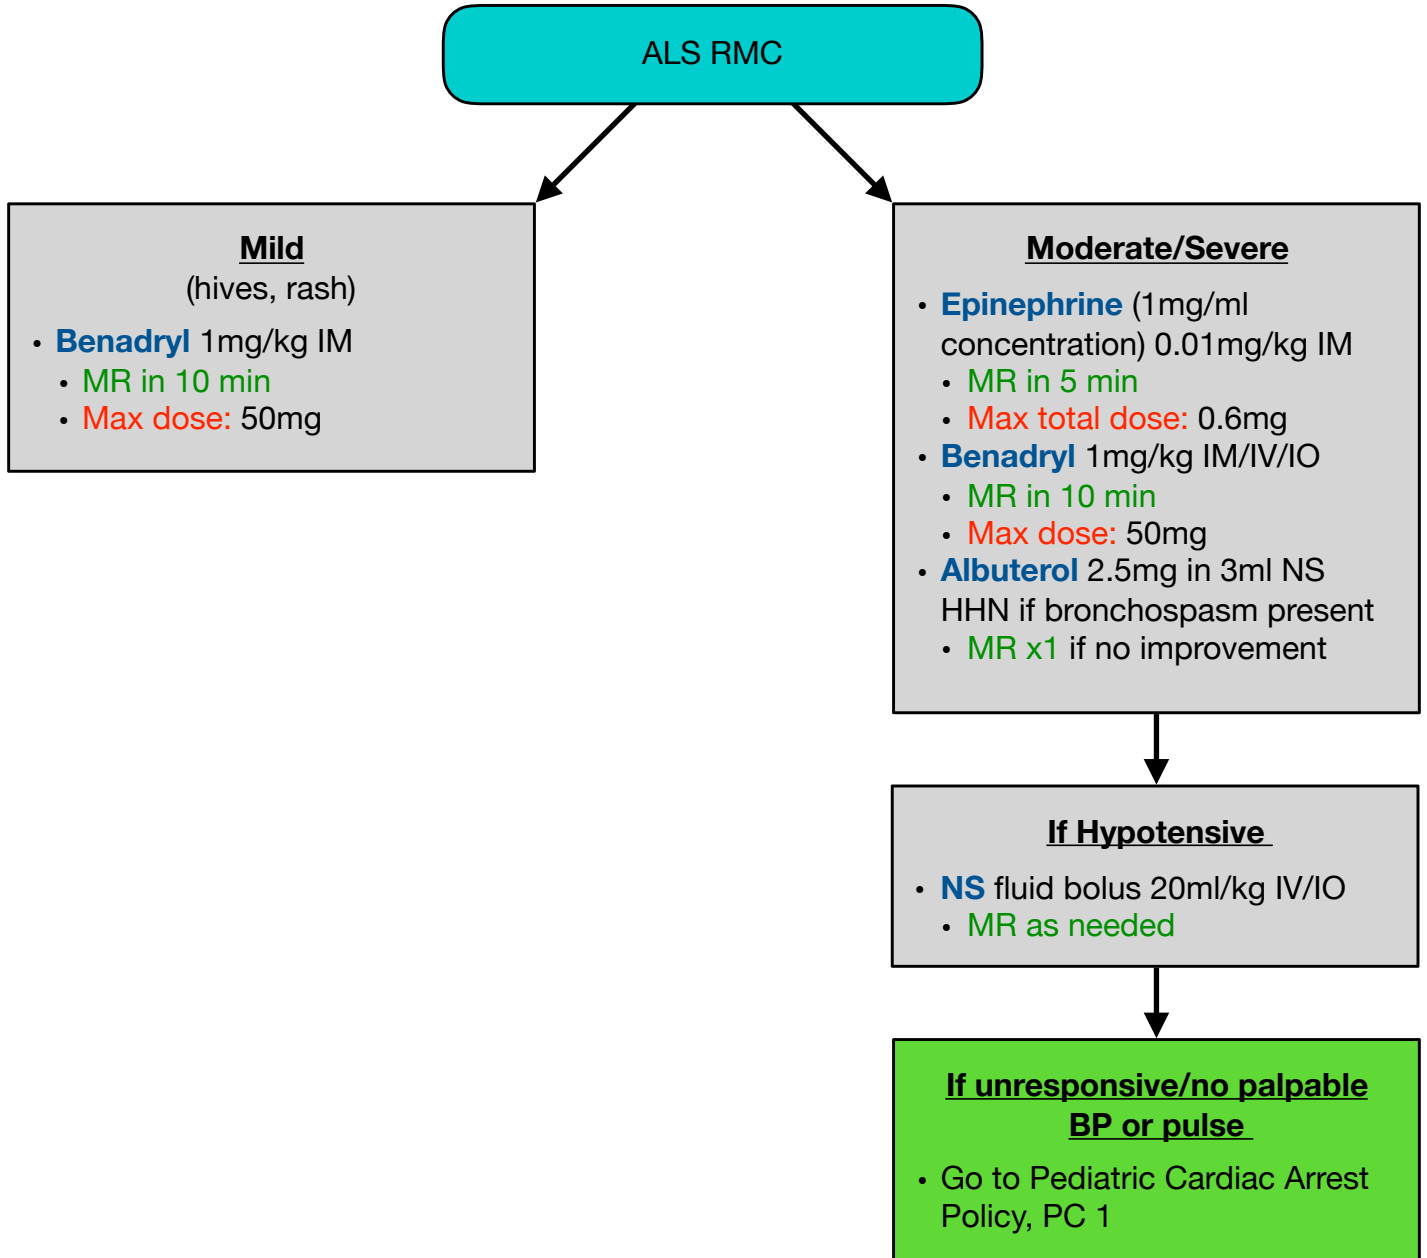 ALS RMC
Mild
(hives, rash)
• Benadryl 1mg/kg IM
• MR in 10 min
• Max dose: 50mg
Moderate/Severe
• Epinephrine (1mg/ml
concentration) 0.01mg/kg IM
• MR in 5 min
• Max total dose: 0.6mg
• Benadryl 1mg/kg IM/IV/IO
• MR in 10 min
• Max dose: 50mg
• Albuterol 2.5mg in 3ml NS
HHN if bronchospasm present
• MR x1 if no improvement
If Hypotensive
• NS fluid bolus 20ml/kg IV/IO
• MR as needed
If unresponsive/no palpable
BP or pulse
• Go to Pediatric Cardiac Arrest
Policy, PC 1